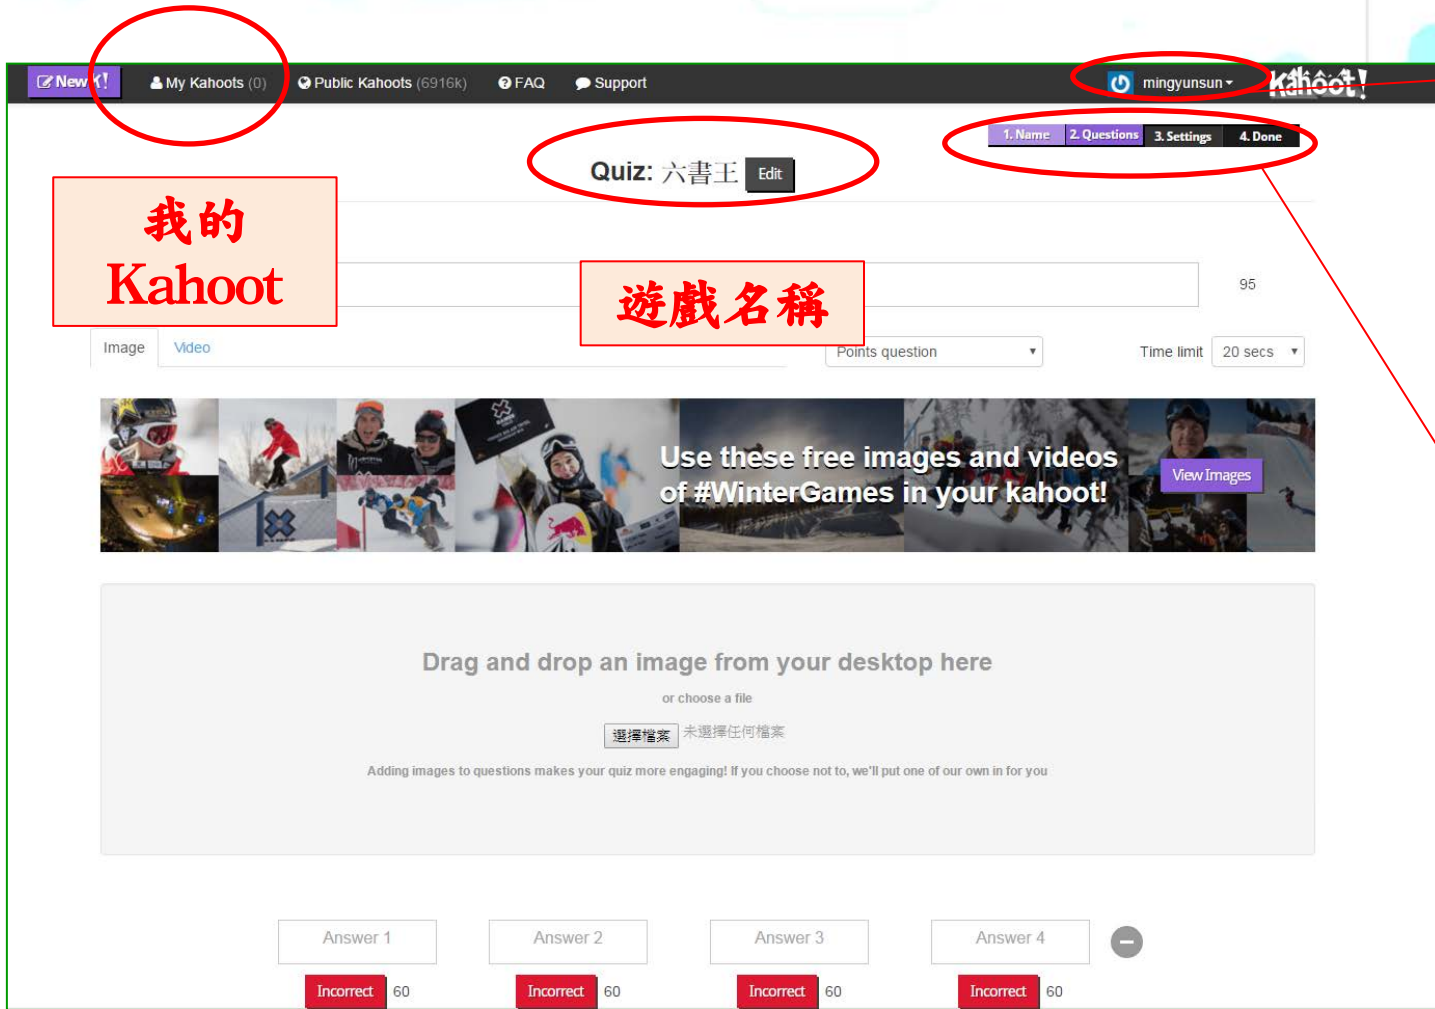 New K!
My Kahoots (0)
Public Kahoots (6916k)
FAQ
Support
mingyunsun
Kahoot!
1. Name
2. Questions
3. Settings
4. Done
Quiz: 六書王
Edit
我的
Kahoot
遊戲名稱
95
Image
Video
Points question
Time limit
20 secs
Use these free images and videos
of #WinterGames in your kahoot!
View Images
Drag and drop an image from your desktop here
or choose a file
選擇檔案 未選擇任何檔案
Adding images to questions makes your quiz more engaging! If you choose not to, we'll put one of our own in for you
Answer 1
Answer 2
Answer 3
Answer 4
Incorrect 60
Incorrect 60
Incorrect 60
Incorrect 60